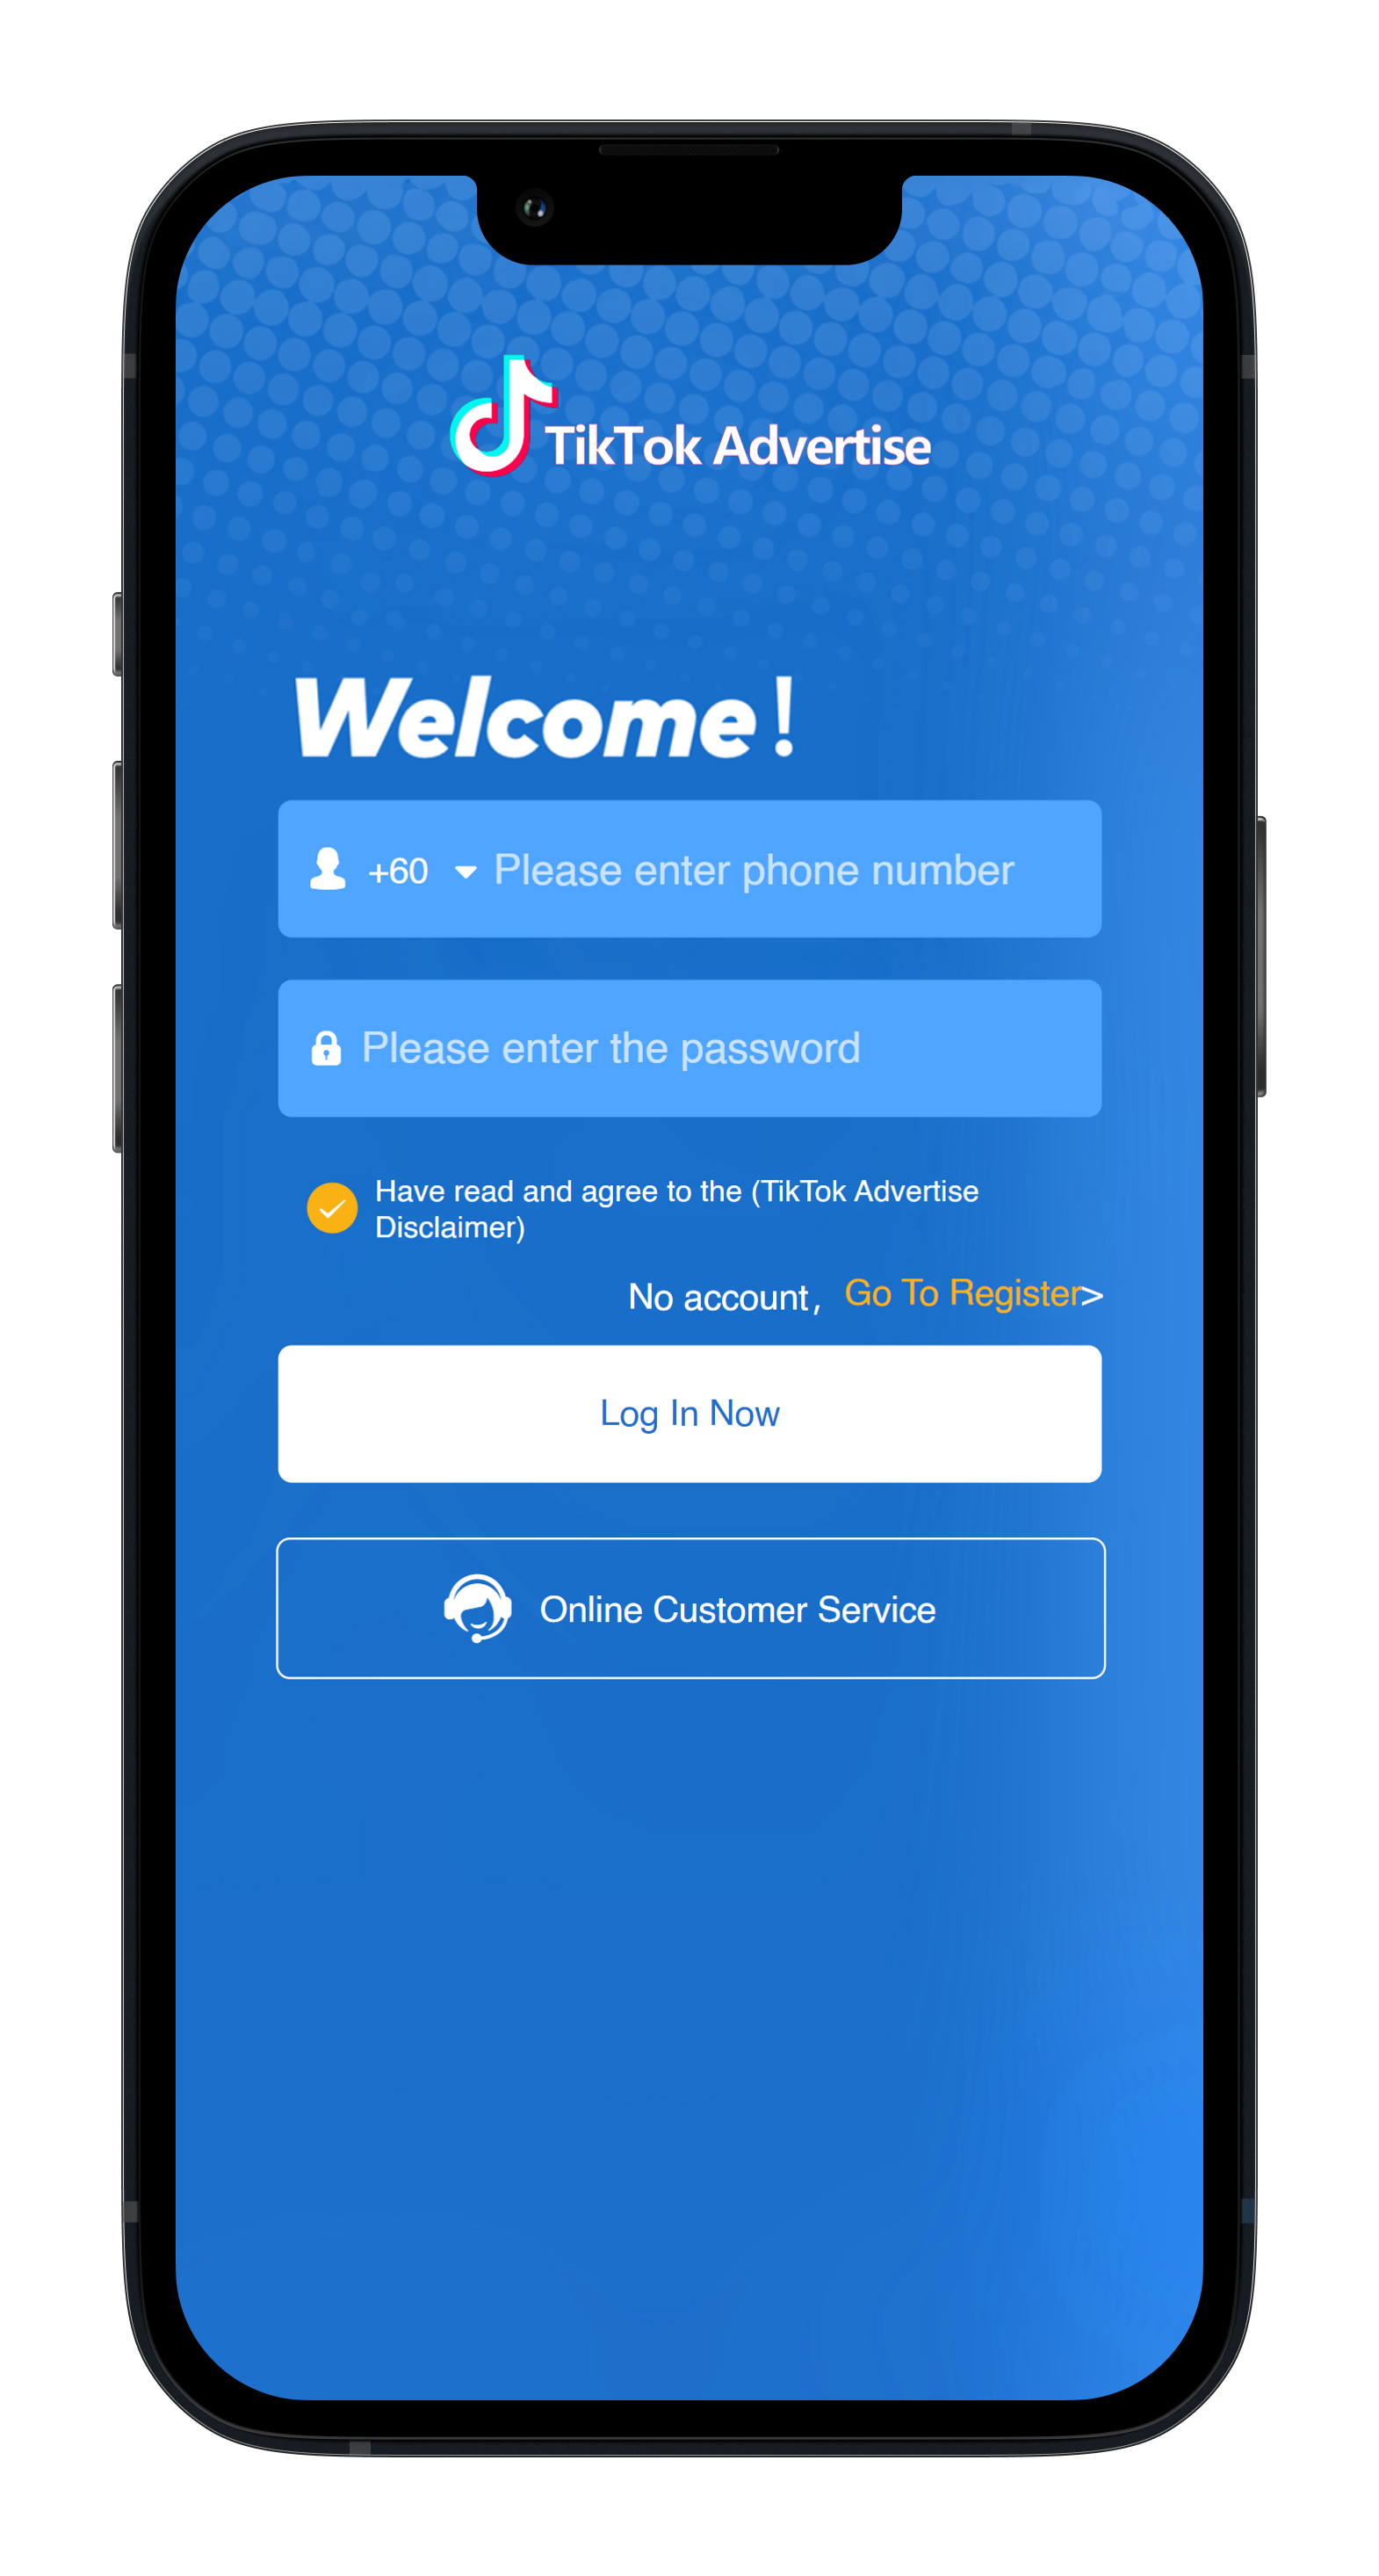 TikTok Advertise
Welcome!
+60 Please enter phone number
Please enter the password
Have read and agree to the (TikTok Advertise
Disclaimer)
No account, Go To Register>
Log In Now
Online Customer Service